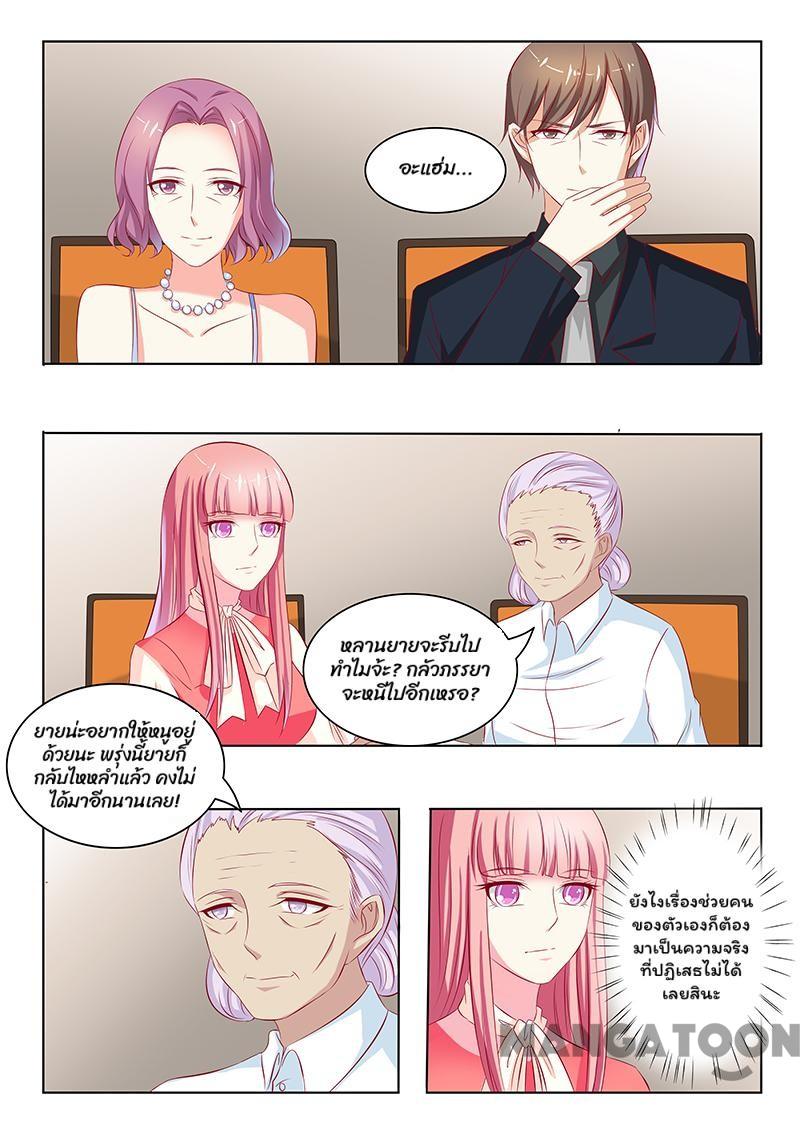 อะแฮ่ม...
หลานยายจะรีบไป
ทำไมจ้ะ? กลัวภรรยา
จะหนีไปอีกเหรอ?
ยายน่ะอยากให้หนูอยู่
ด้วยนะ พรุ่งนี้ยายก็
กลับไหหลำแล้ว คงไม่
ได้มาอีกนานเลย!
ยังไงเรื่องช่วยคน
ของตัวเองก็ต้อง
มาเป็นความจริง
ที่ปฏิเสธไม่ได้
เลยสินะ
MANGATOON